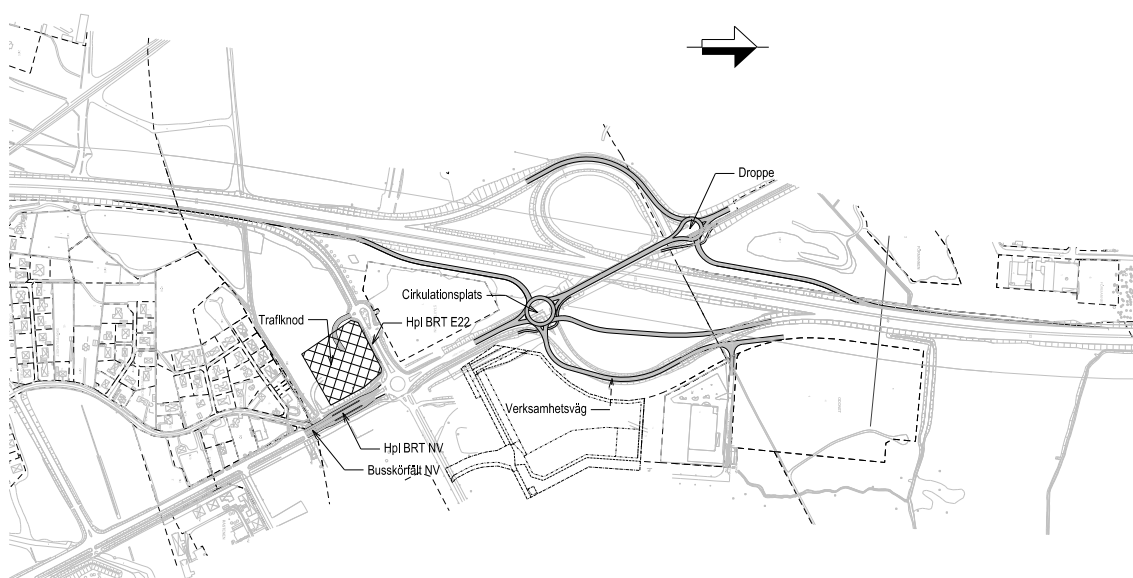 Droppe
Cirkulationsplats
Hpl BRT E22
Trafiknod
Verksamhetsväg
Hpl BRT NV
Busskörfält NV